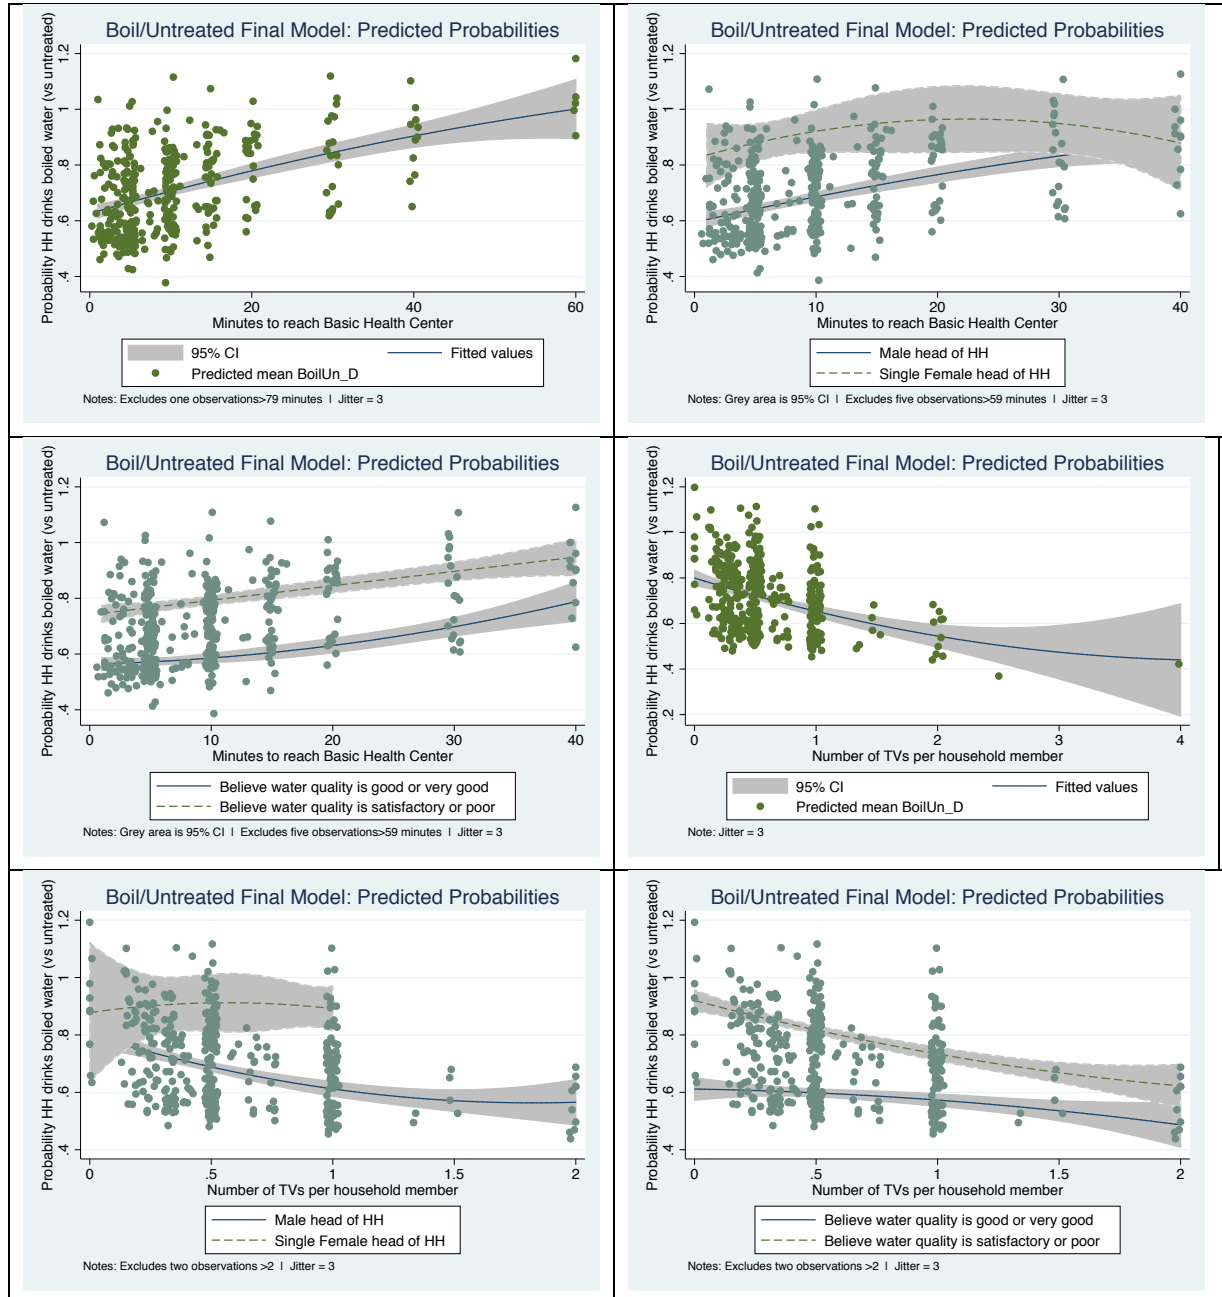 Boil/Untreated Final Model: Predicted Probabilities
Probability HH drinks boiled water (vs untreated)
1.2
1
.8
.6
.4
0 20 40 60
Minutes to reach Basic Health Center
95% CI Fitted values
Predicted mean BoilUn_D
Notes: Excludes one observations>79 minutes I Jitter = 3
Boil/Untreated Final Model: Predicted Probabilities
Probability HH drinks boiled water (vs untreated)
1.2
1
.8
.6
.4
0 10 20 30 40
Minutes to reach Basic Health Center
Male head of HH
Single Female head of HH
Notes: Grey area is 95% CI I Excludes five observations>59 minutes I Jitter = 3
Boil/Untreated Final Model: Predicted Probabilities
Probability HH drinks boiled water (vs untreated)
1.2
1
.8
.6
.4
0 10 20 30 40
Minutes to reach Basic Health Center
Believe water quality is good or very good
Believe water quality is satisfactory or poor
Notes: Grey area is 95% CI I Excludes five observations>59 minutes I Jitter = 3
Boil/Untreated Final Model: Predicted Probabilities
Probability HH drinks boiled water (vs untreated)
1.2
1
.8
.6
.4
.2
0 1 2 3 4
Number of TVs per household member
95% CI Fitted values
Predicted mean BoilUn_D
Note: Jitter = 3
Boil/Untreated Final Model: Predicted Probabilities
Probability HH drinks boiled water (vs untreated)
1.2
1
.8
.6
.4
0 .5 1 1.5 2
Number of TVs per household member
Male head of HH
Single Female head of HH
Notes: Excludes two observations >2 I Jitter = 3
Boil/Untreated Final Model: Predicted Probabilities
Probability HH drinks boiled water (vs untreated)
1.2
1
.8
.6
.4
0 .5 1 1.5 2
Number of TVs per household member
Believe water quality is good or very good
Believe water quality is satisfactory or poor
Notes: Excludes two observations >2 I Jitter = 3